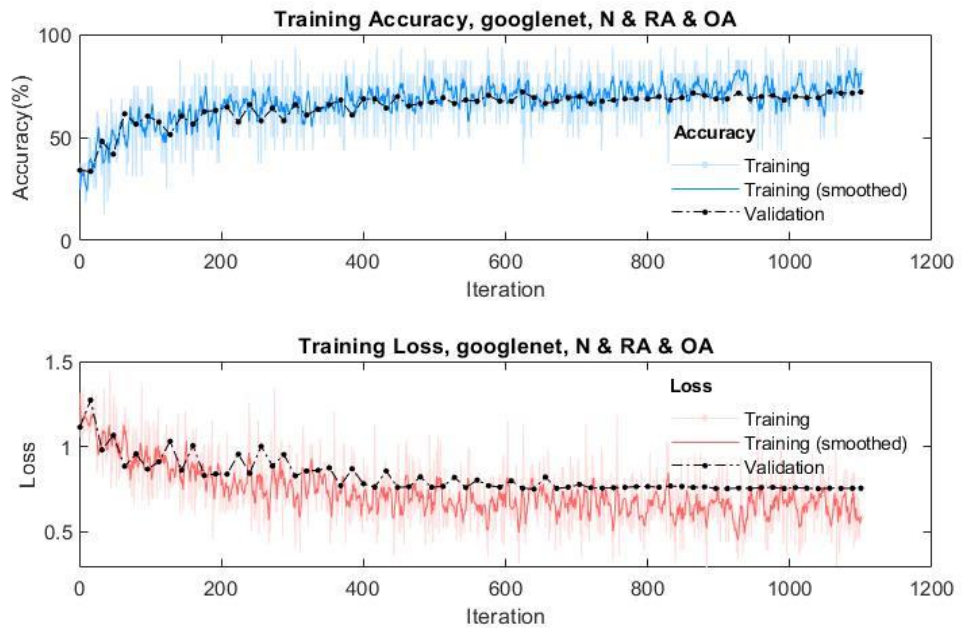 Training Accuracy, googlenet, N & RA & OA
100
50
0
Accuracy(%)
Accuracy
Training
Training (smoothed)
Validation
0 200 400 600 800 1000 1200
Iteration
Training Loss, googlenet, N & RA & OA
1.5
1
0.5
Loss
Loss
Training
Training (smoothed)
Validation
0 200 400 600 800 1000 1200
Iteration